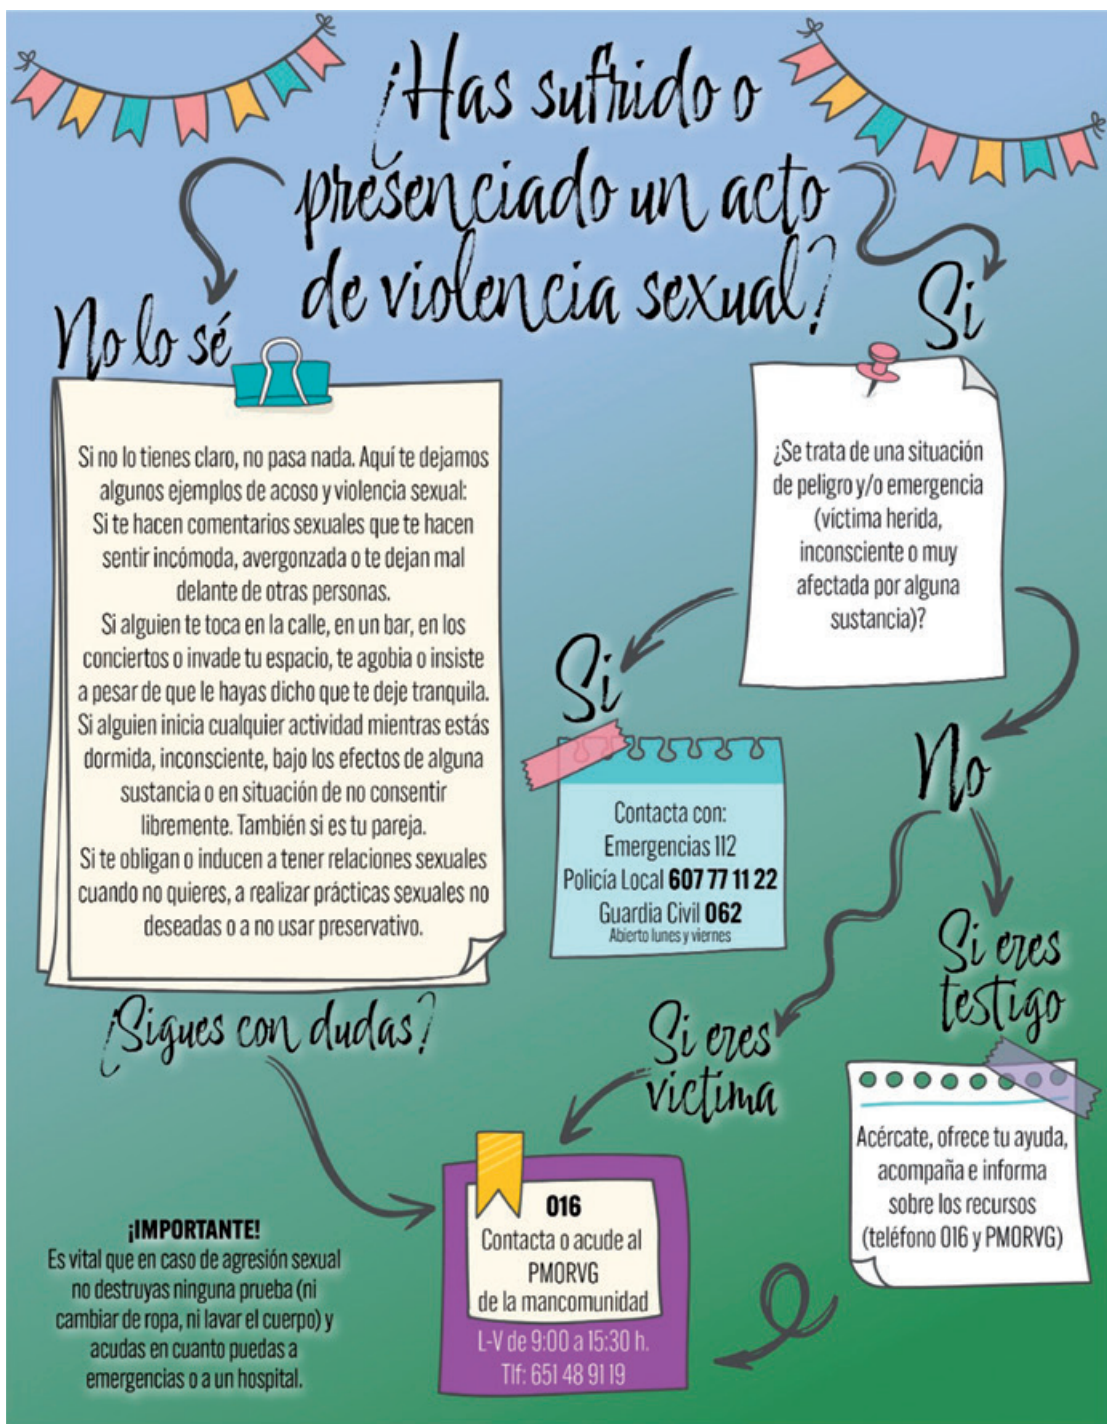 ¿Has sufrido o
presenciado un acto
de violencia sexual?
No lo sé
Si no lo tienes claro, no pasa nada. Aquí te dejamos
algunos ejemplos de acoso y violencia sexual:
Si te hacen comentarios sexuales que te hacen
sentir incómoda, avergonzada o te dejan mal
delante de otras personas.
Si alguien te toca en la calle, en un bar, en los
conciertos o invade tu espacio, te agobia o insiste
a pesar de que le hayas dicho que te deje tranquila.
Si alguien inicia cualquier actividad mientras estás
dormida, inconsciente, bajo los efectos de alguna
sustancia o en situación de no consentir
libremente. También si es tu pareja.
Si te obligan o inducen a tener relaciones sexuales
cuando no quieres, a realizar prácticas sexuales no
deseadas o a no usar preservativo.
¿Sigues con dudas?
Si
¿Se trata de una situación
de peligro y/o emergencia
(víctima herida,
inconsciente o muy
afectada por alguna
sustancia)?
Si
Contacta con:
Emergencias 112
Policía Local 607 77 11 22
Guardia Civil 062
Abierto lunes y viernes
No
Si eres
víctima
Si eres
testigo
Acércate, ofrece tu ayuda,
acompaña e informa
sobre los recursos
(teléfono 016 y PMORVG)
016
Contacta o acude al
PMORVG
de la mancomunidad
L-V de 9:00 a 15:30 h.
Tlf: 651 48 91 19
¡IMPORTANTE!
Es vital que en caso de agresión sexual
no destruyas ninguna prueba (ni
cambiar de ropa, ni lavar el cuerpo) y
acudas en cuanto puedas a
emergencias o a un hospital.